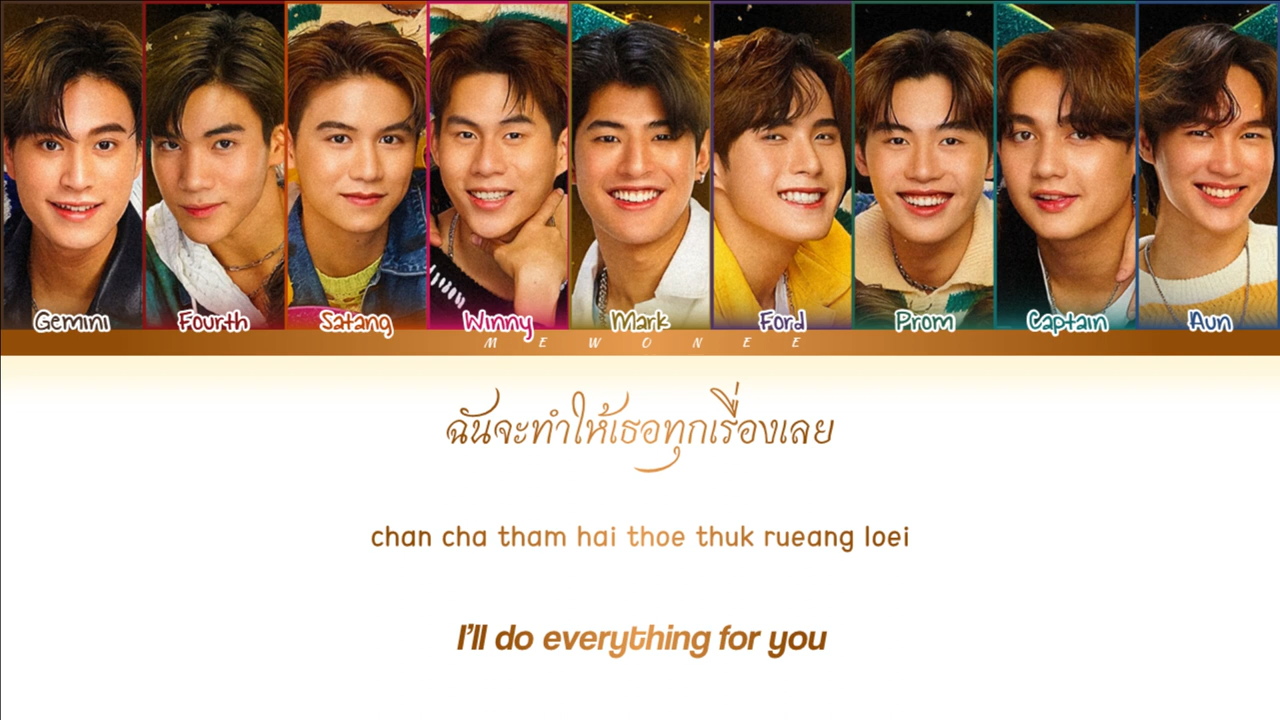 Gemini Fourth Satang Winny Mark Ford Prom Captain Aun
MEWONEE
ฉันจะทำให้เธอทุกเรื่องเลย
chan cha tham hai thoe thuk rueang loei
I'll do everything for you